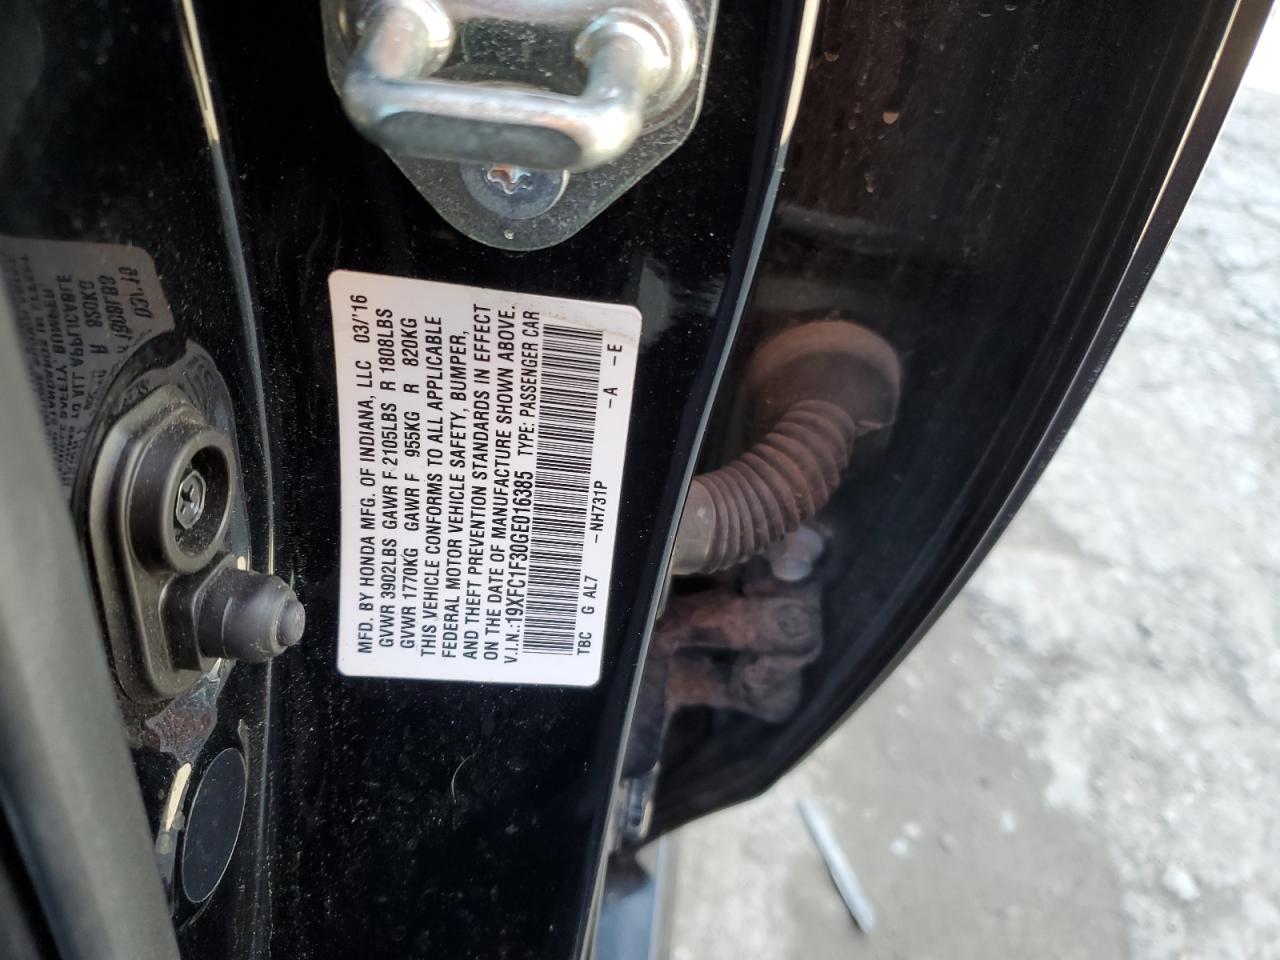 MFD. BY HONDA MFG. OF INDIANA, LLC 03/'16
GVWR 3902LBS GAWR F 2105LBS R 1808LBS
GVWR 1770KG GAWR F 955KG R 820KG
THIS VEHICLE CONFORMS TO ALL APPLICABLE
FEDERAL MOTOR VEHICLE SAFETY, BUMPER,
AND THEFT PREVENTION STANDARDS IN EFFECT
ON THE DATE OF MANUFACTURE SHOWN ABOVE.
V.I.N.:19XFC1F30GE016385 TYPE: PASSENGER CAR
TBC G AL7 -NH731P -A -E